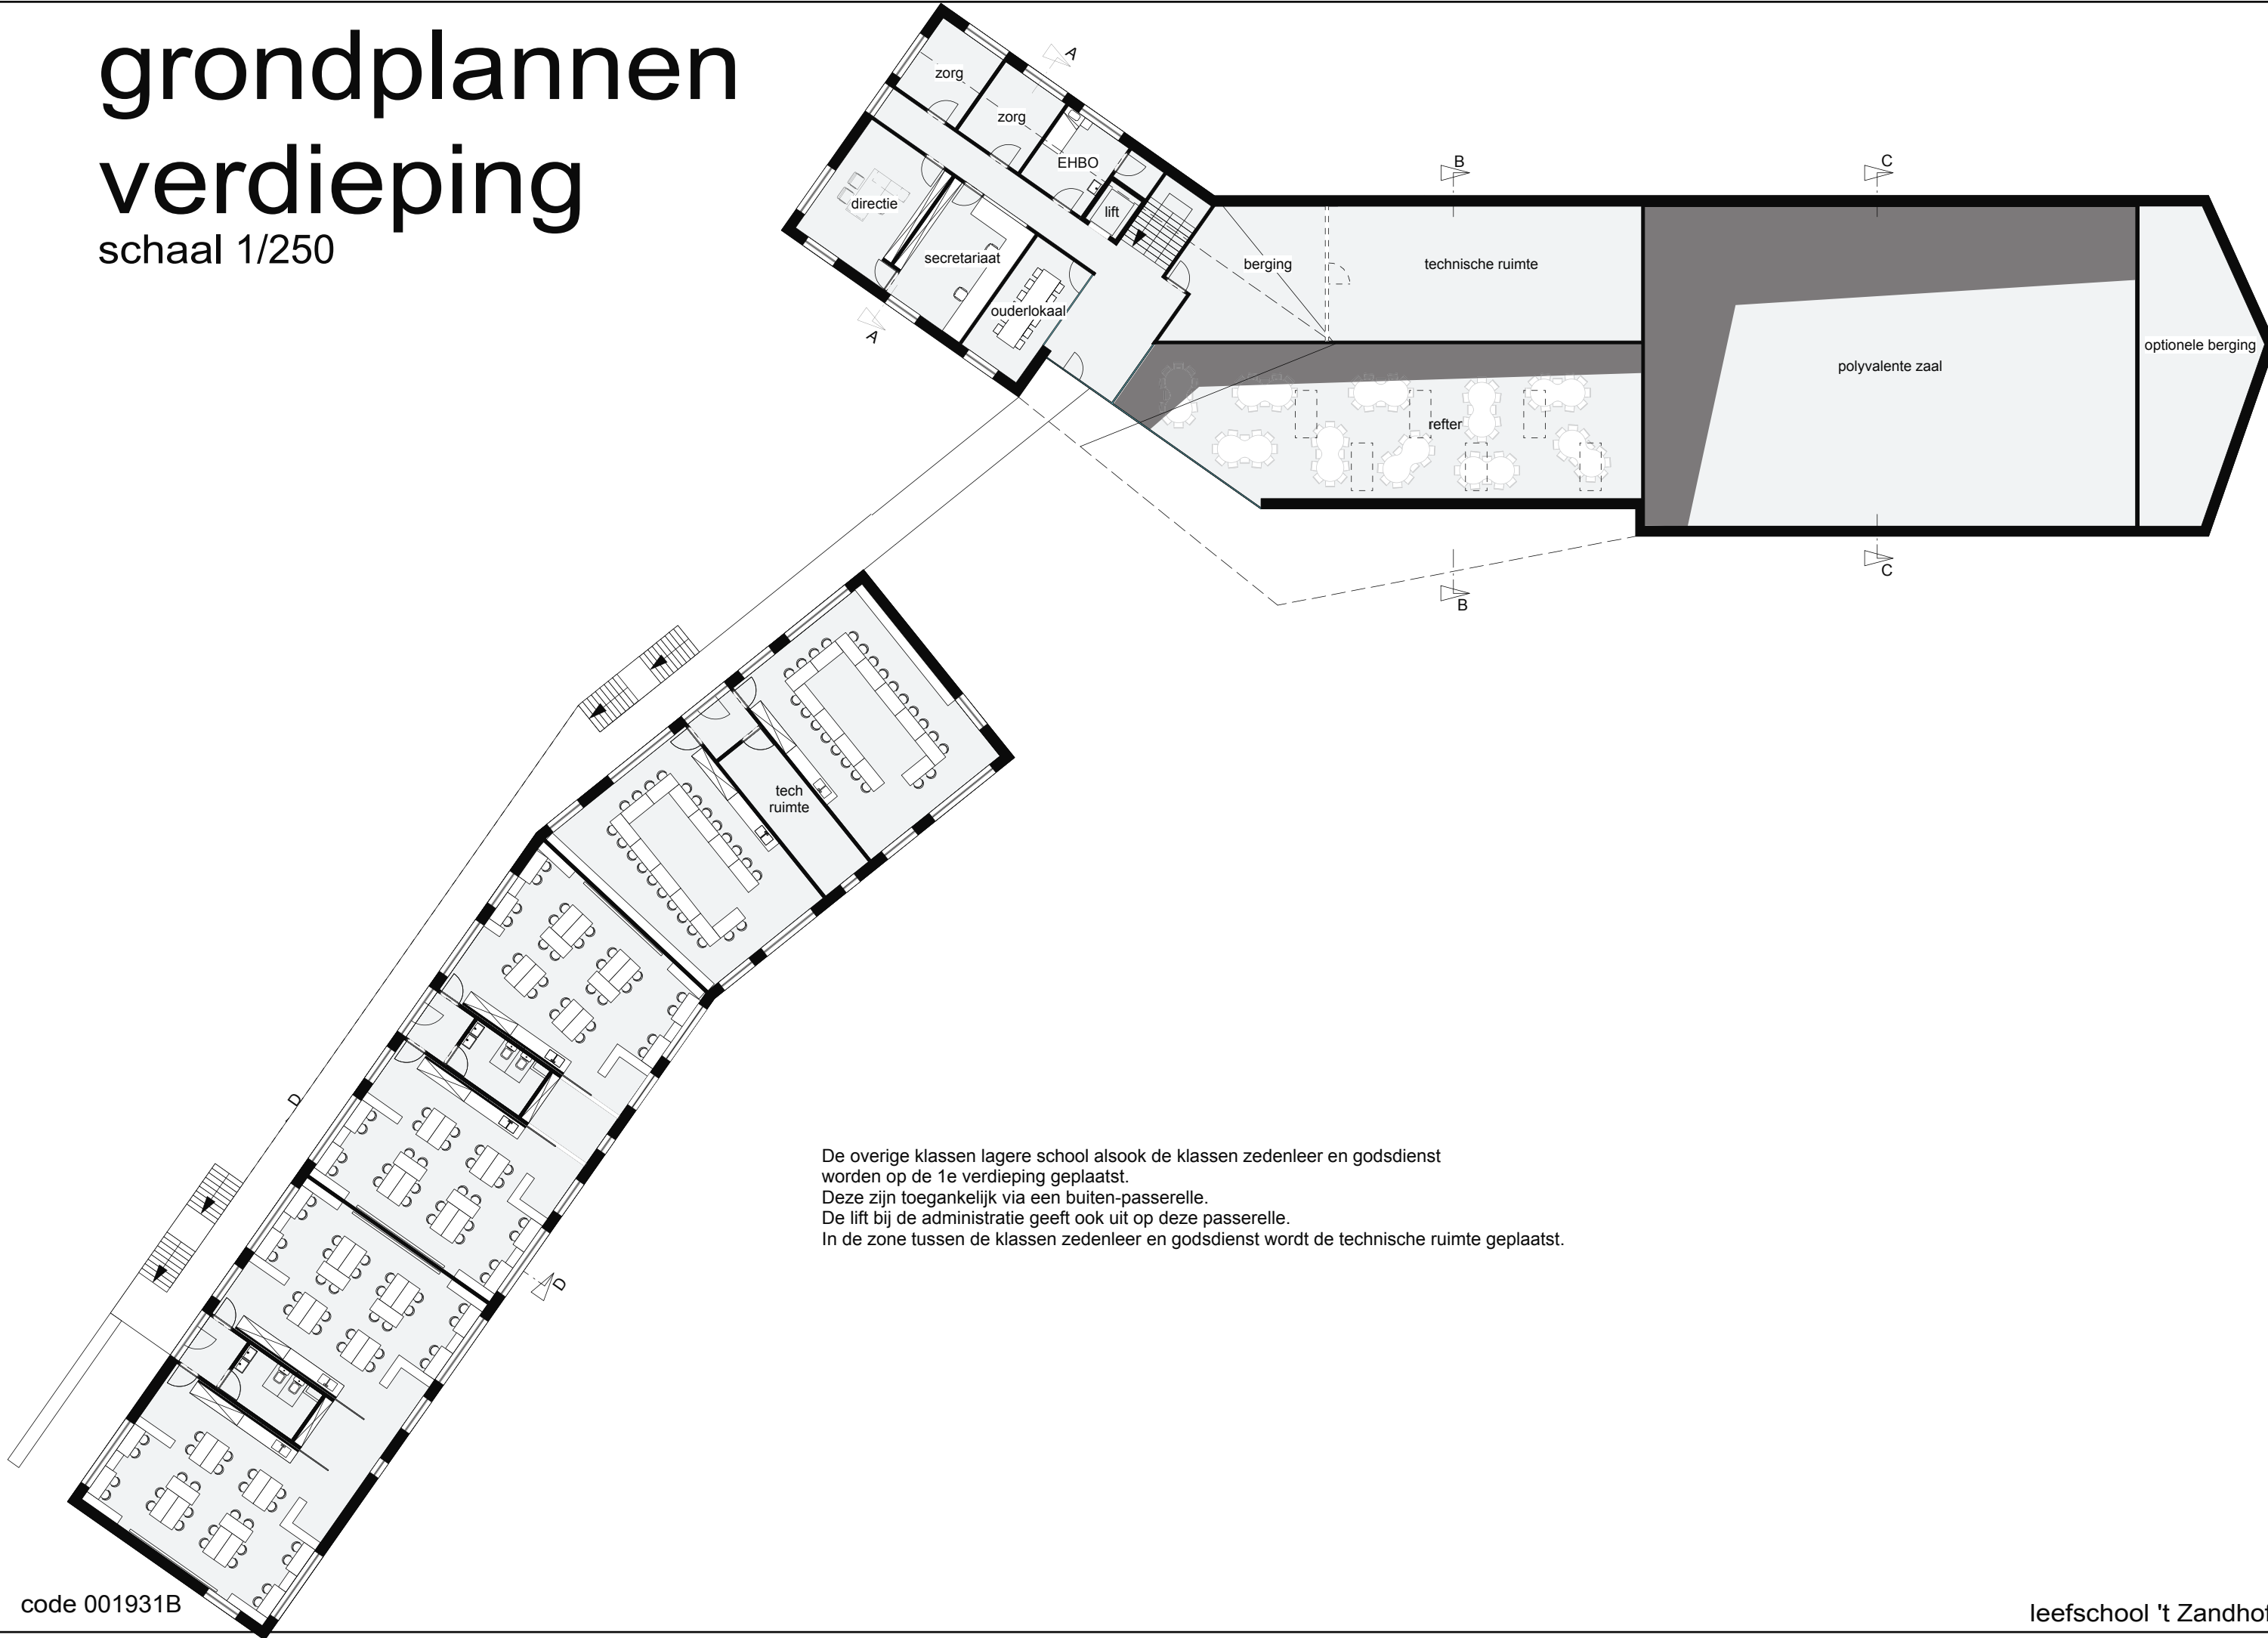 grondplannen
verdieping
schaal 1/250
A
zorg
zorg
EHBO
B
C
directie
lift
secretariaat
berging
technische ruimte
ouderlokaal
A
optionele berging
polyvalente zaal
refter
C
B
tech
ruimte
D
De overige klassen lagere school alsook de klassen zedenleer en godsdienst
worden op de 1e verdieping geplaatst.
Deze zijn toegankelijk via een buiten-passerelle.
De lift bij de administratie geeft ook uit op deze passerelle.
In de zone tussen de klassen zedenleer en godsdienst wordt de technische ruimte geplaatst.
D
code 001931B
leefschool 't Zandhof